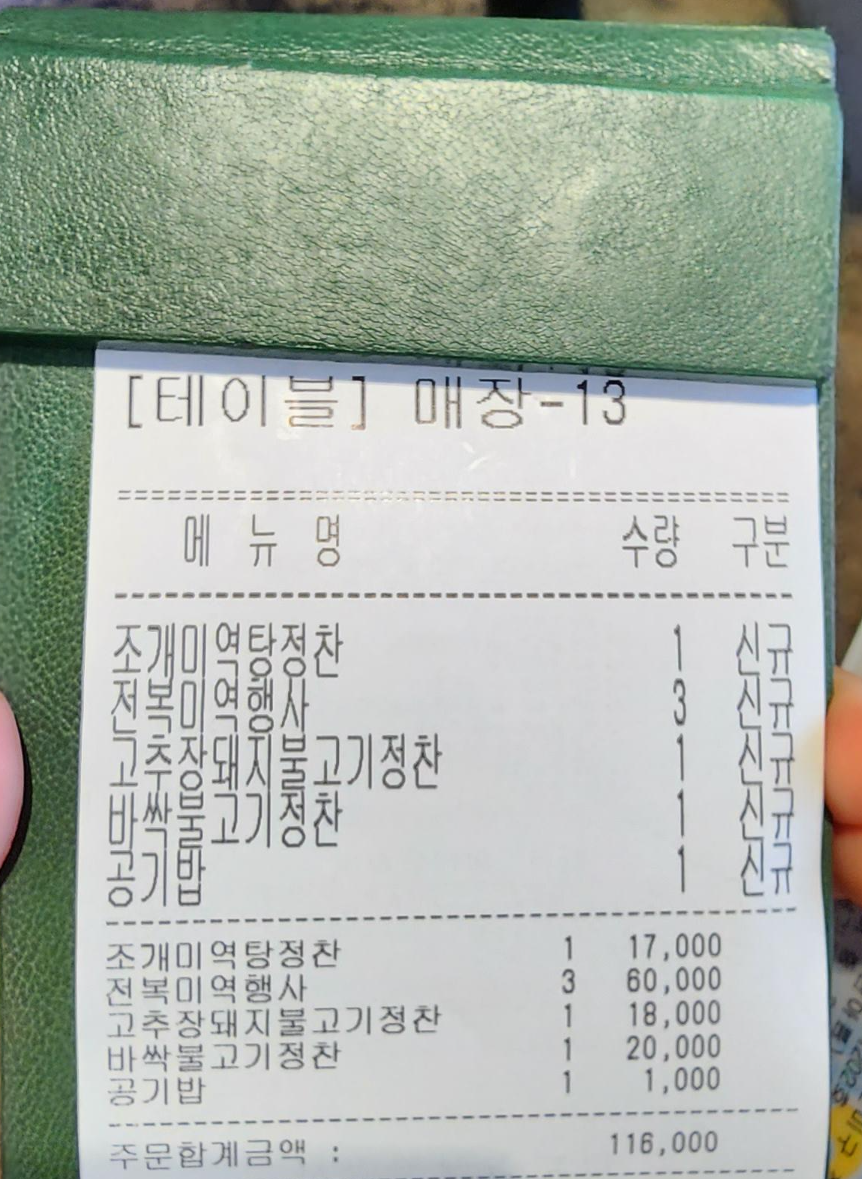 [테이블] 매장-13
메 뉴 명 수량 구분
조개미역탕정찬 1 신규
전복미역행사 3 신규
고추장돼지불고기정찬 1 신규
바싹불고기정찬 1 신규
공기밥 1 신규
조개미역탕정찬 1 17,000
전복미역행사 3 60,000
고추장돼지불고기정찬 1 18,000
바싹불고기정찬 1 20,000
공기밥 1 1,000
주문합계금액 : 116,000